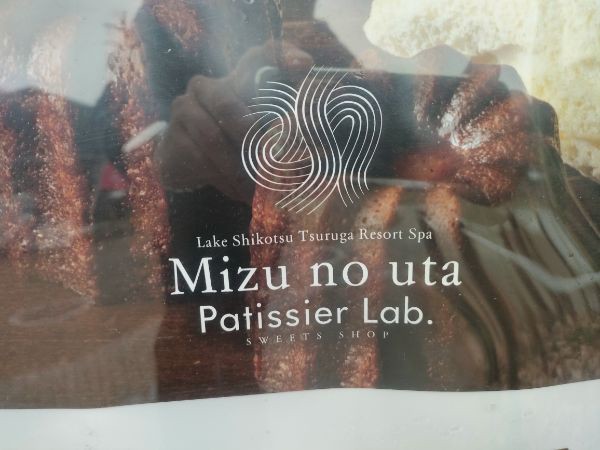 Lake Shikotsu Tsuruga Resort Spa
Mizu no uta
Patissier Lab.
SWEETS SHOP